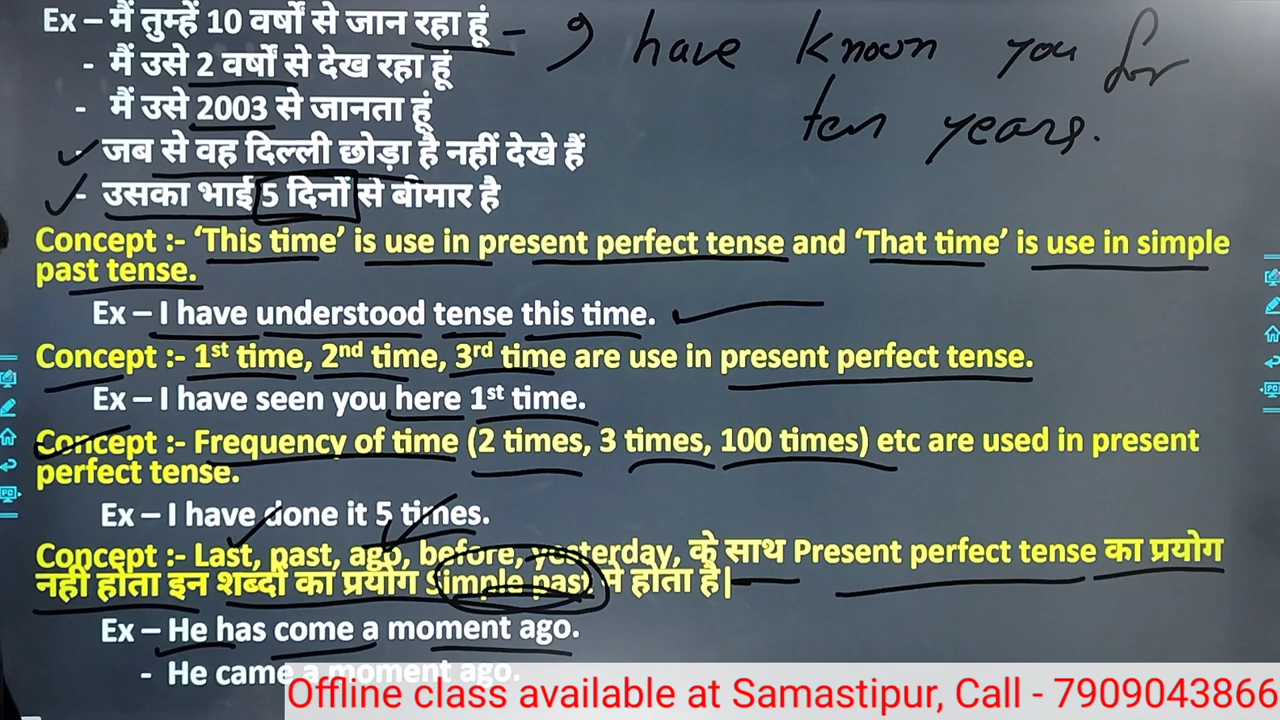 Ex – मैं तुम्हें 10 वर्षों से जान रहा हूं – I have known you for
ten years.
- मैं उसे 2 वर्षों से देख रहा हूं
- मैं उसे 2003 से जानता हूं
- जब से वह दिल्ली छोड़ा है नहीं देखे हैं
- उसका भाई 5 दिनों से बीमार है
Concept :- ‘This time’ is use in present perfect tense and ‘That time’ is use in simple
past tense.
Ex – I have understood tense this time.
Concept :- 1st time, 2nd time, 3rd time are use in present perfect tense.
Ex – I have seen you here 1st time.
Concept :- Frequency of time (2 times, 3 times, 100 times) etc are used in present
perfect tense.
Ex – I have done it 5 times.
Concept :- Last, past, ago, before, yesterday, के साथ Present perfect tense का प्रयोग
नही होता इन शब्दों का प्रयोग Simple past मे होता है|
Ex – He has come a moment ago.
- He came a moment ago.
Offline class available at Samastipur, Call - 7909043866